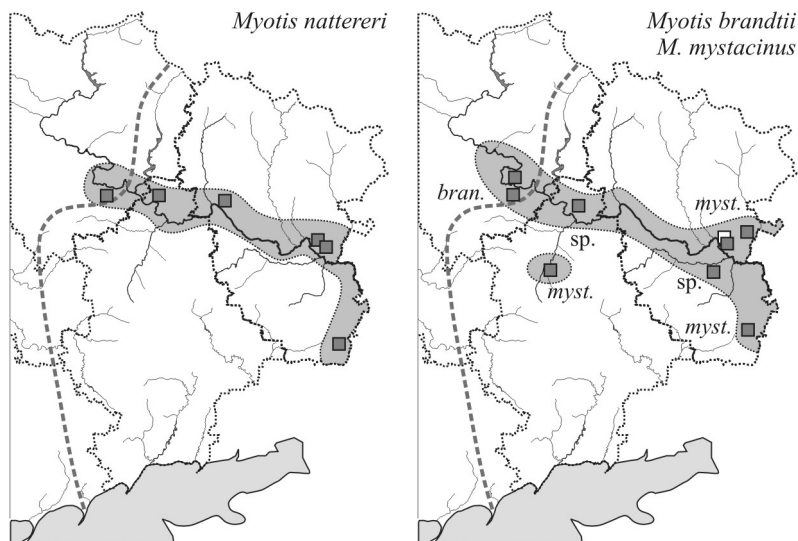 Myotis nattereri
Myotis brandtii
M. mystacinus
bran.
myst.
sp.
sp.
myst.
myst.